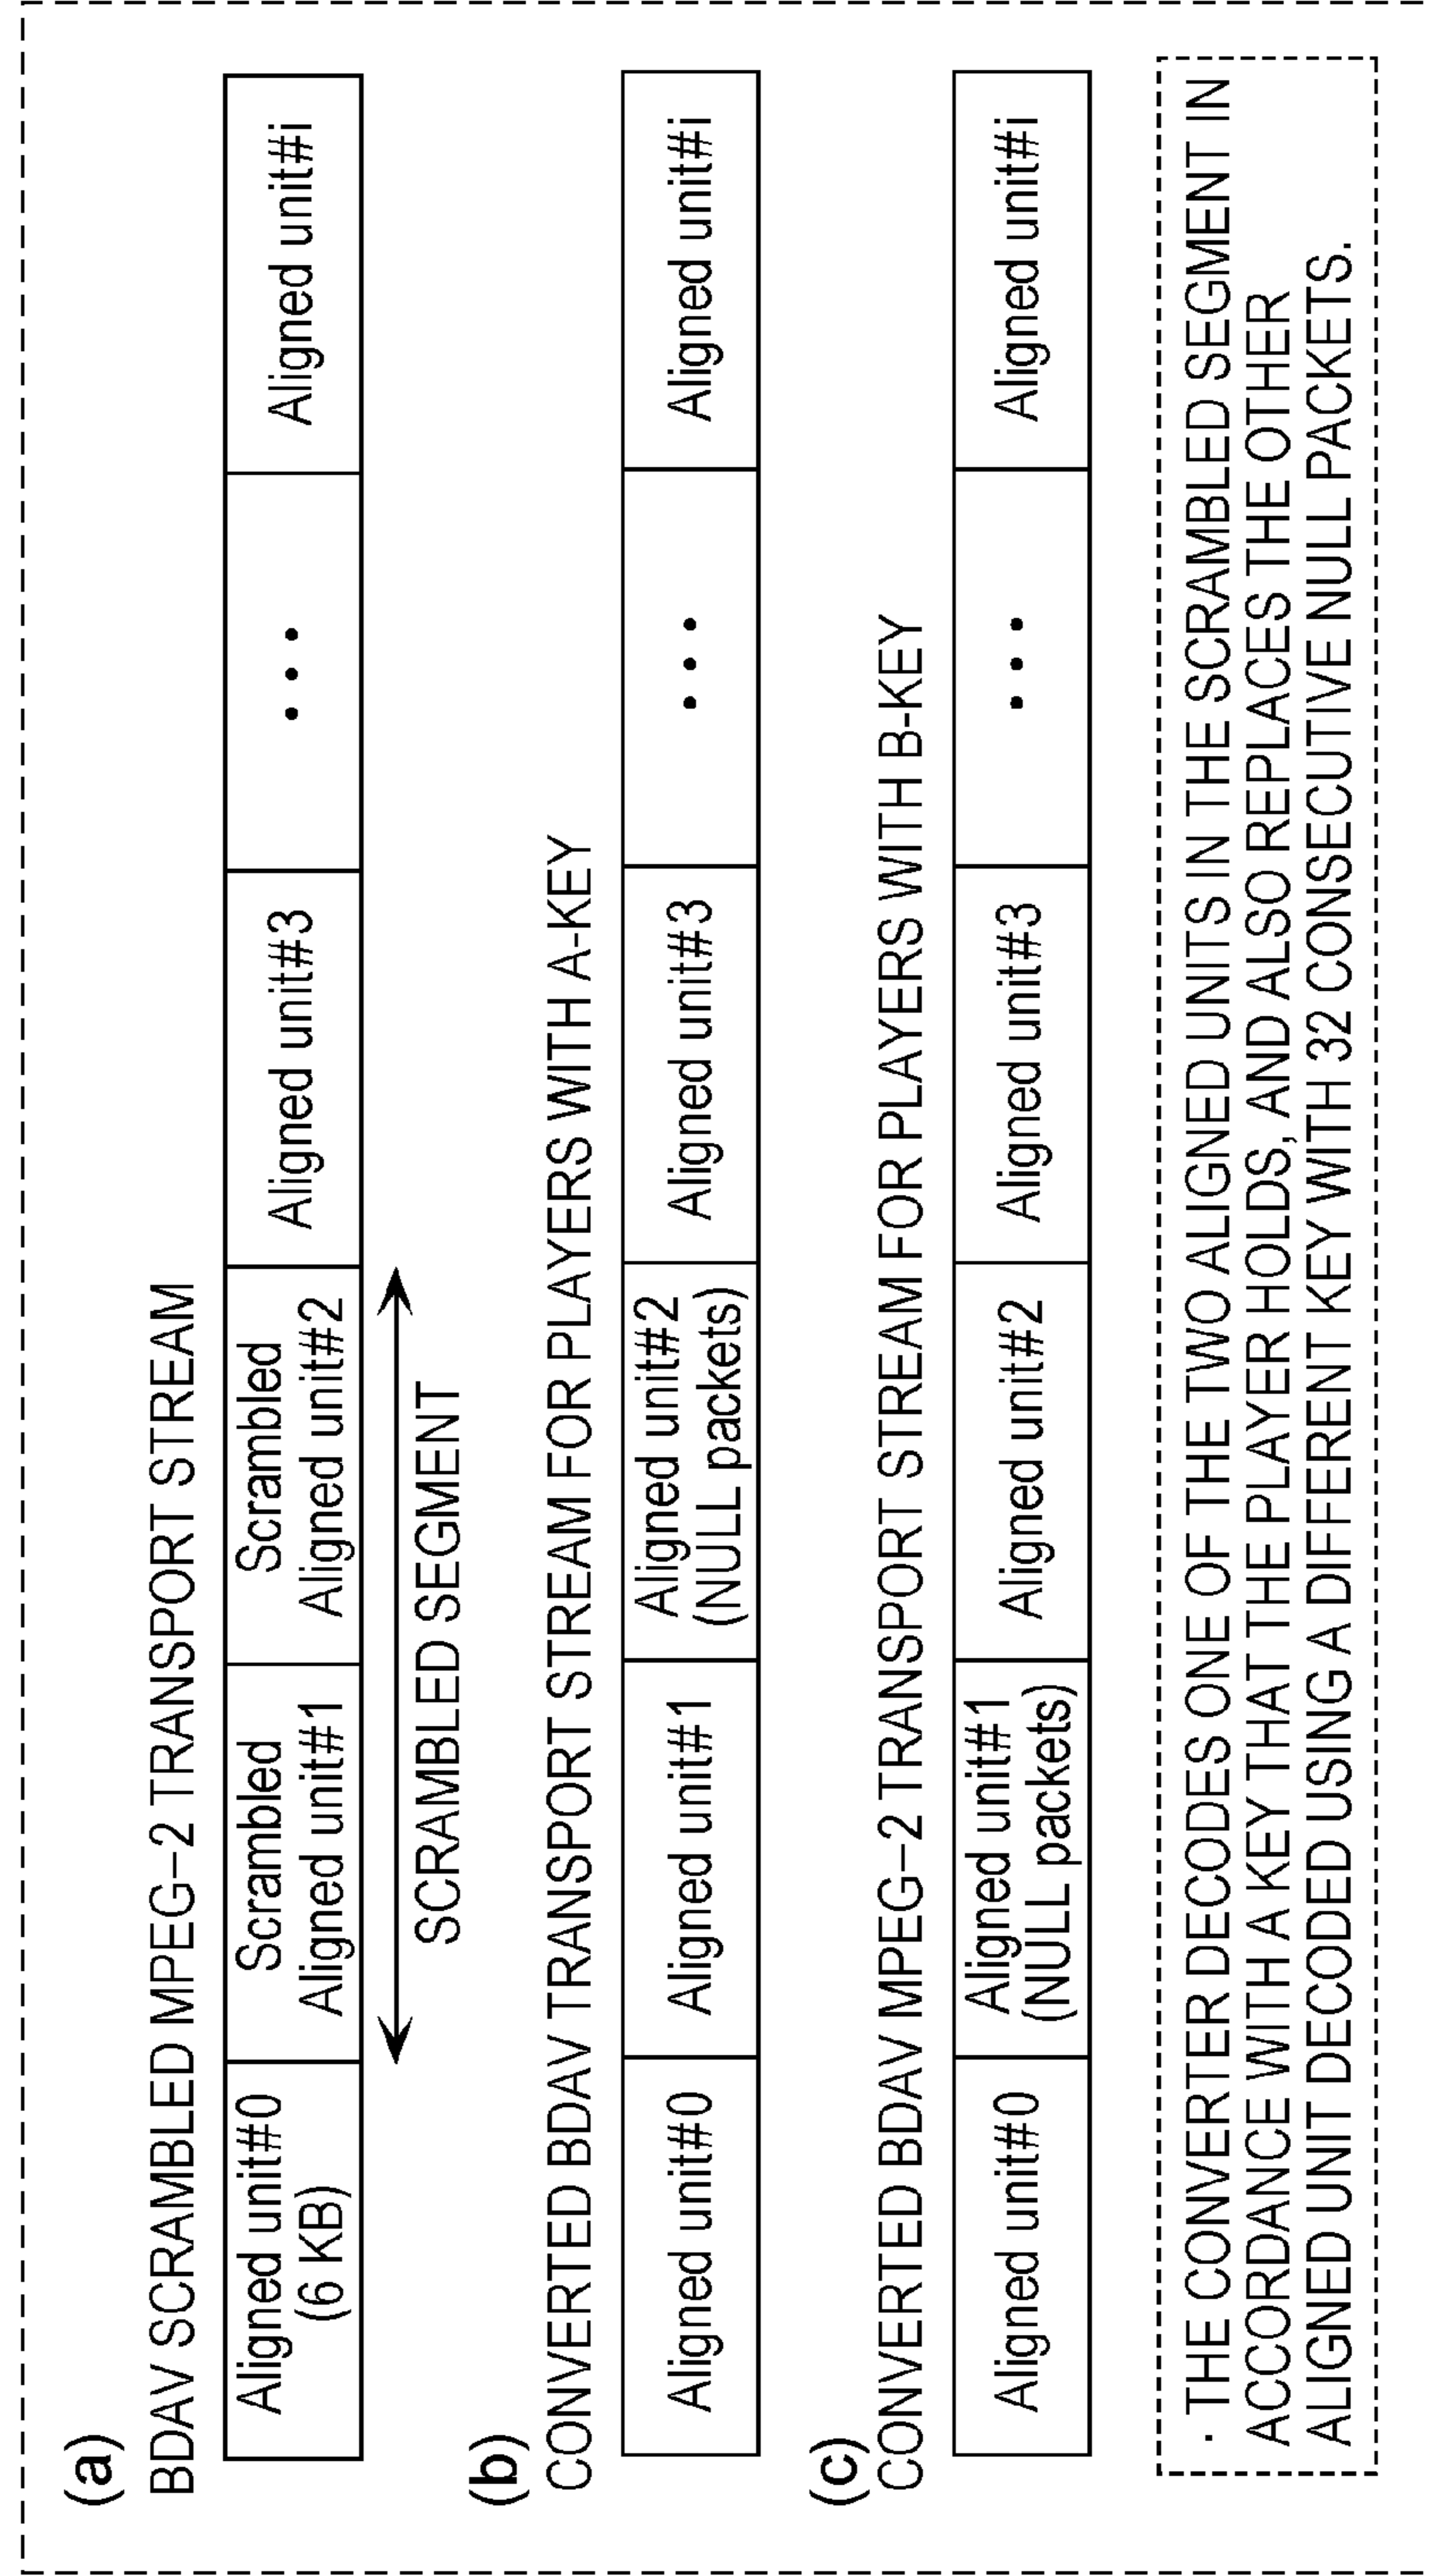 (a)
BDAV SCRAMBLED MPEG–2 TRANSPORT STREAM
Aligned unit#0
(6 KB)
Scrambled
Aligned unit#1
Scrambled
Aligned unit#2
Aligned unit#3
• • •
Aligned unit#i
SCRAMBLED SEGMENT
(b)
CONVERTED BDAV TRANSPORT STREAM FOR PLAYERS WITH A-KEY
Aligned unit#0
Aligned unit#1
Aligned unit#2
(NULL packets)
Aligned unit#3
• • •
Aligned unit#i
(c)
CONVERTED BDAV MPEG–2 TRANSPORT STREAM FOR PLAYERS WITH B-KEY
Aligned unit#0
Aligned unit#1
(NULL packets)
Aligned unit#2
Aligned unit#3
• • •
Aligned unit#i
· THE CONVERTER DECODES ONE OF THE TWO ALIGNED UNITS IN THE SCRAMBLED SEGMENT IN
ACCORDANCE WITH A KEY THAT THE PLAYER HOLDS, AND ALSO REPLACES THE OTHER
ALIGNED UNIT DECODED USING A DIFFERENT KEY WITH 32 CONSECUTIVE NULL PACKETS.